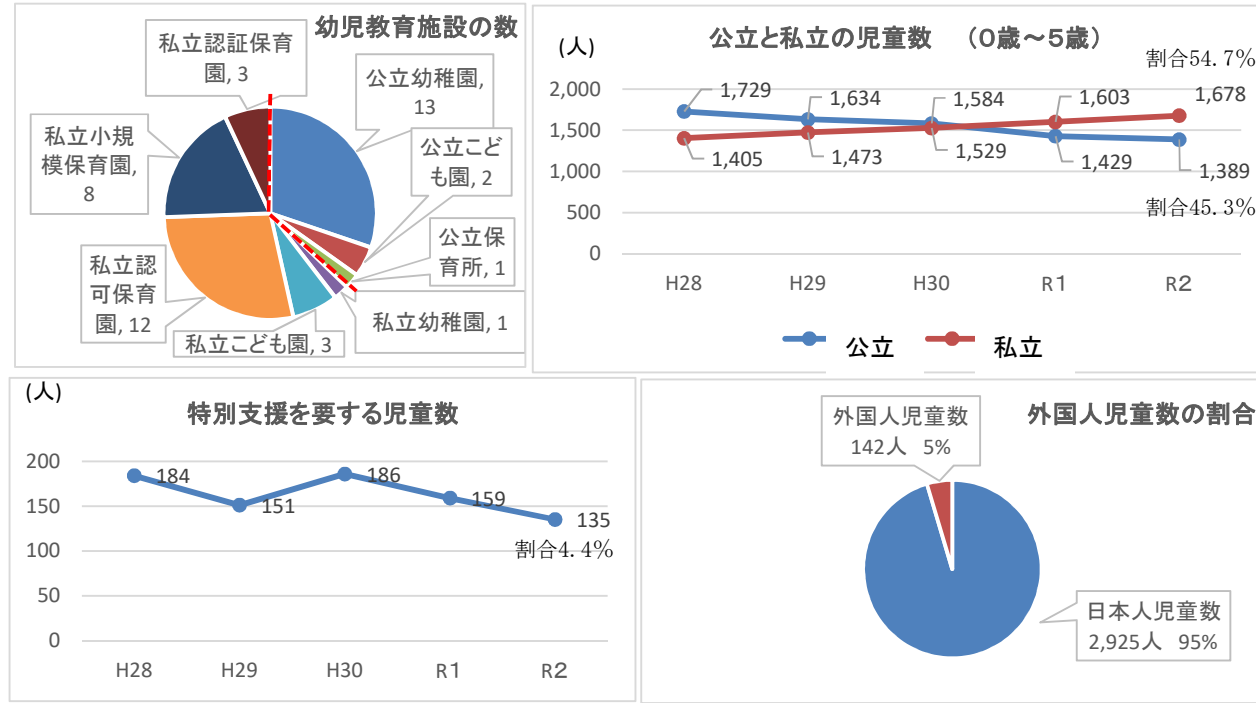 幼児教育施設の数
私立認証保育
園, 3
公立幼稚園,
13
私立小規
模保育園,
8
公立こど
も園, 2
公立保
育所, 1
私立認
可保育
園, 12
私立幼稚園, 1
私立こども園, 3
公立と私立の児童数 (0歳~5歳)
(人)
割合54.7%
2,000
1,500
1,000
500
0
1,729
1,634
1,584
1,603
1,678
1,405
1,473
1,529
1,429
1,389
割合45.3%
H28
H29
H30
R1
R2
公立
私立
(人)
特別支援を要する児童数
200
150
100
50
0
184
151
186
159
135
割合4.4%
H28
H29
H30
R1
R2
外国人児童数の割合
外国人児童数
142人 5%
日本人児童数
2,925人 95%